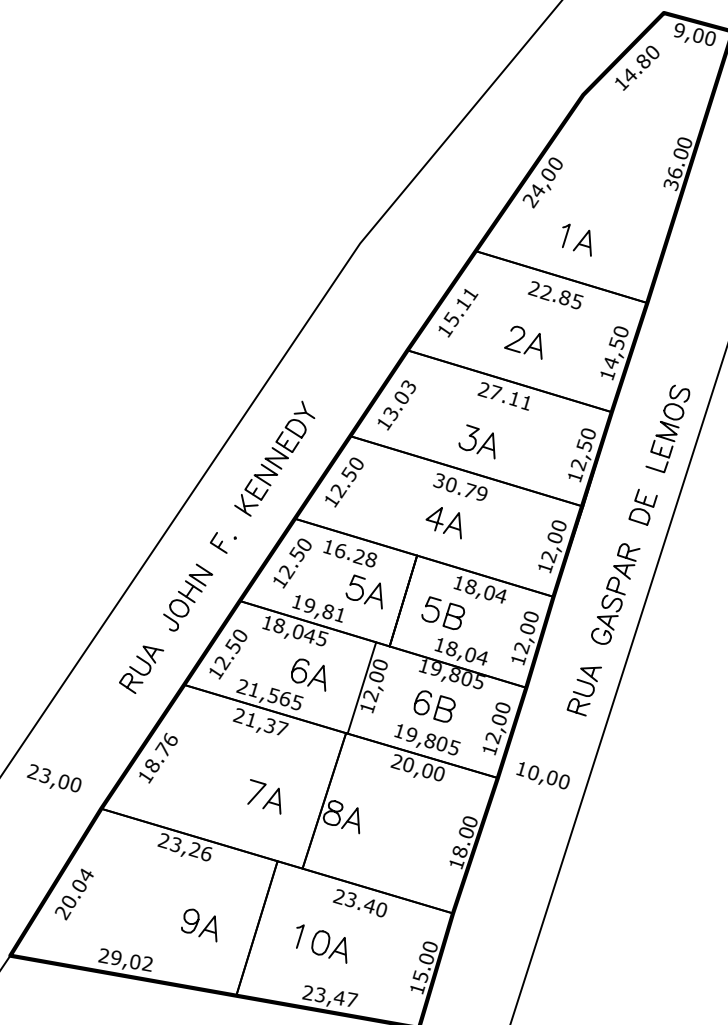 9,00
14.80
36.00
24,00
1A
22.85
15.11
2A
14,50
27.11
13.03
3A
12,50
RUA JOHN F. KENNEDY
RUA GASPAR DE LEMOS
30.79
12.50
4A
12,00
16.28
12.50
5A
18,04
5B
12,00
19,81
18,04
18,045
12.50
6A
12,00
19,805
6B
12,00
21,565
19,805
21,37
20,00
18.76
7A
8A
18.00
23,00
10,00
23,26
23.40
20.04
9A
10A
15.00
29,02
23,47